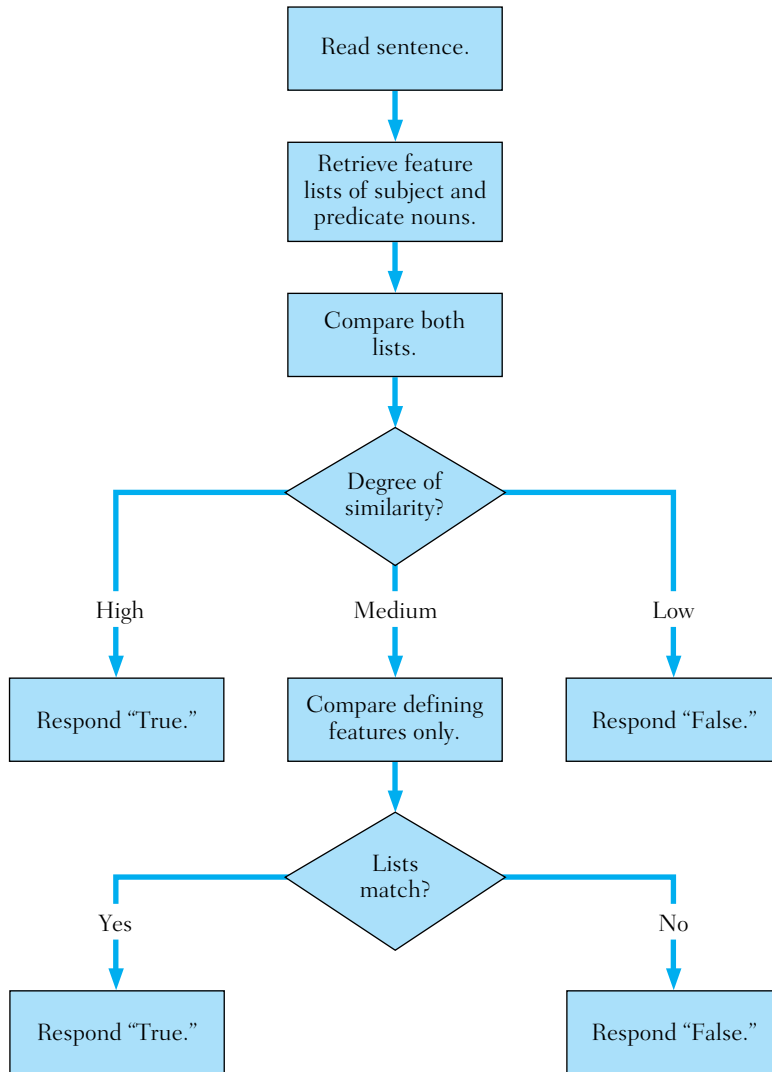 Read sentence.
Retrieve feature
lists of subject and
predicate nouns.
Compare both
lists.
Degree of
similarity?
High
Medium
Low
Respond “True.”
Compare defining
features only.
Respond “False.”
Lists
match?
Yes
No
Respond “True.”
Respond “False.”